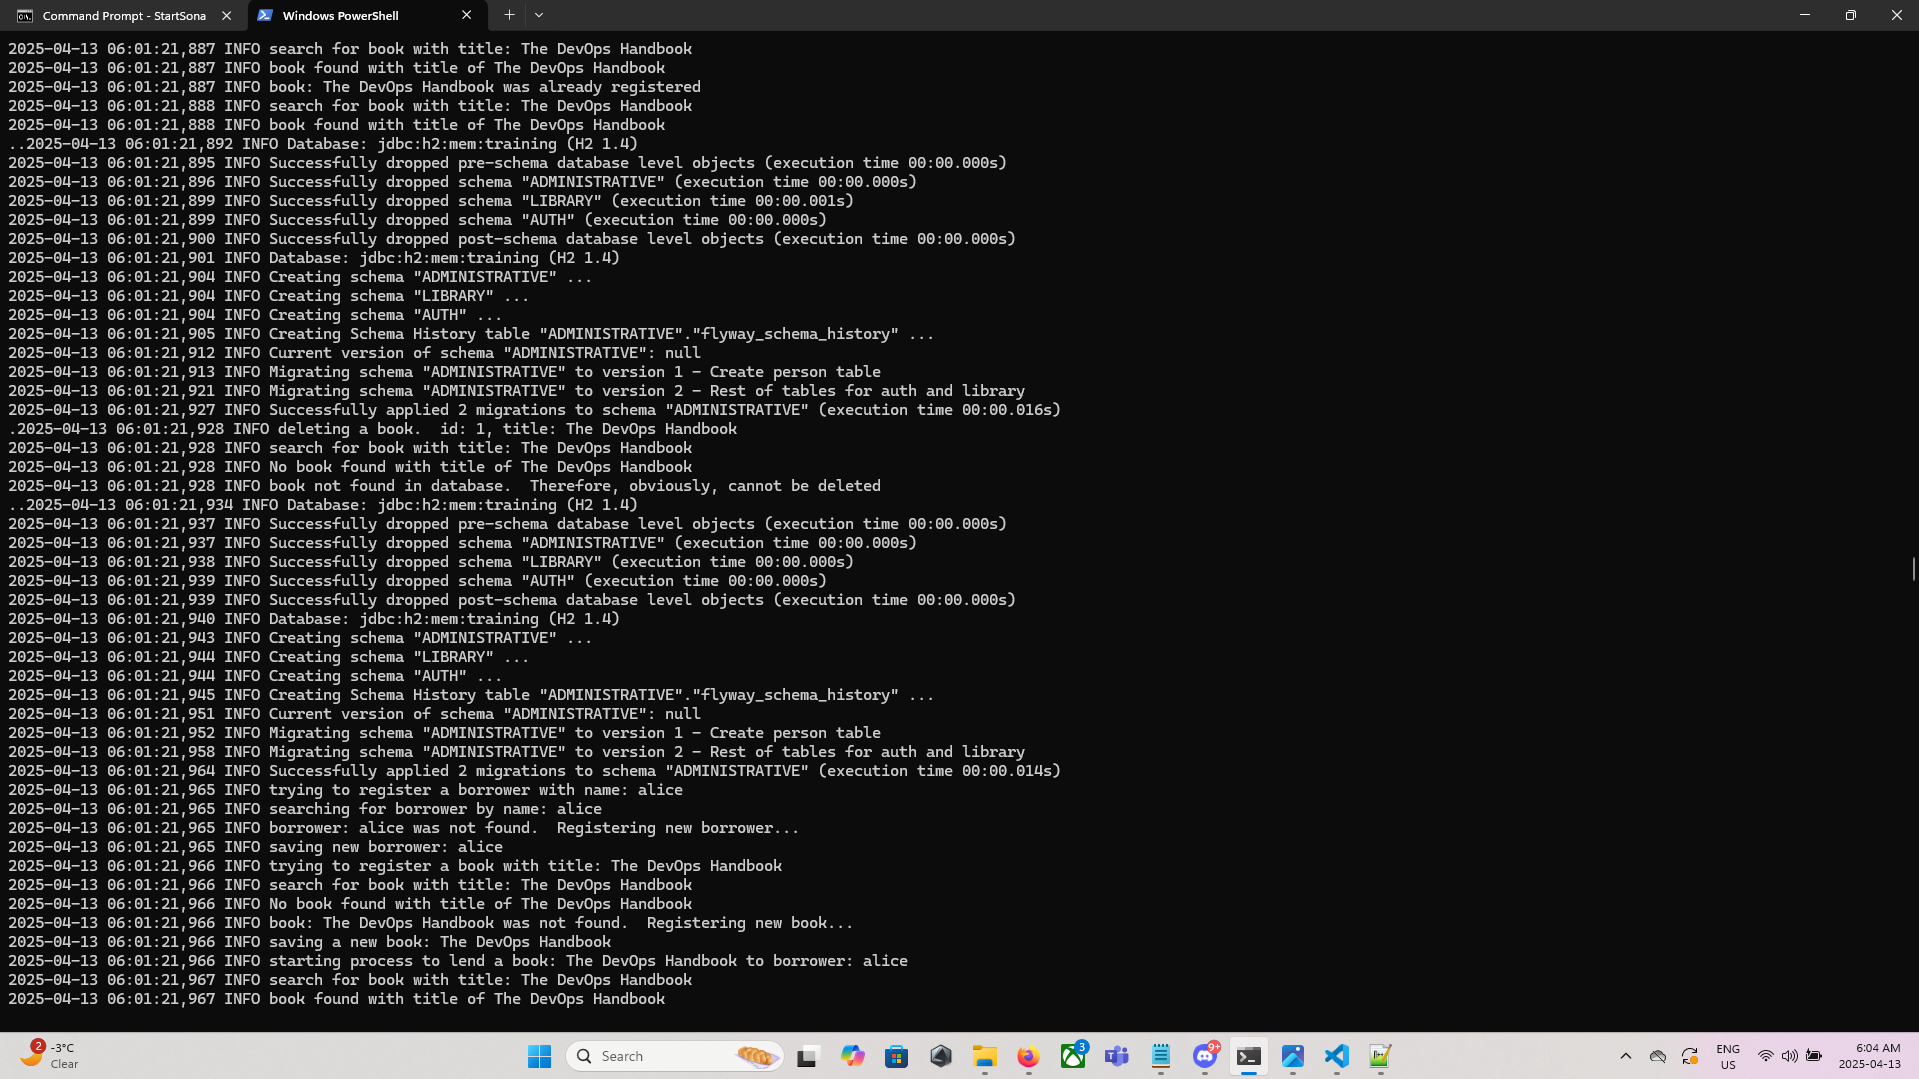 Command Prompt - StartSona
Windows PowerShell
2025-04-13 06:01:21,887 INFO search for book with title: The DevOps Handbook
2025-04-13 06:01:21,887 INFO book found with title of The DevOps Handbook
2025-04-13 06:01:21,887 INFO book: The DevOps Handbook was already registered
2025-04-13 06:01:21,888 INFO search for book with title: The DevOps Handbook
2025-04-13 06:01:21,888 INFO book found with title of The DevOps Handbook
..2025-04-13 06:01:21,892 INFO Database: jdbc:h2:mem:training (H2 1.4)
2025-04-13 06:01:21,895 INFO Successfully dropped pre-schema database level objects (execution time 00:00.000s)
2025-04-13 06:01:21,896 INFO Successfully dropped schema "ADMINISTRATIVE" (execution time 00:00.000s)
2025-04-13 06:01:21,899 INFO Successfully dropped schema "LIBRARY" (execution time 00:00.001s)
2025-04-13 06:01:21,899 INFO Successfully dropped schema "AUTH" (execution time 00:00.000s)
2025-04-13 06:01:21,900 INFO Successfully dropped post-schema database level objects (execution time 00:00.000s)
2025-04-13 06:01:21,901 INFO Database: jdbc:h2:mem:training (H2 1.4)
2025-04-13 06:01:21,904 INFO Creating schema "ADMINISTRATIVE" ...
2025-04-13 06:01:21,904 INFO Creating schema "LIBRARY" ...
2025-04-13 06:01:21,904 INFO Creating schema "AUTH" ...
2025-04-13 06:01:21,905 INFO Creating Schema History table "ADMINISTRATIVE"."flyway_schema_history" ...
2025-04-13 06:01:21,912 INFO Current version of schema "ADMINISTRATIVE": null
2025-04-13 06:01:21,913 INFO Migrating schema "ADMINISTRATIVE" to version 1 - Create person table
2025-04-13 06:01:21,921 INFO Migrating schema "ADMINISTRATIVE" to version 2 - Rest of tables for auth and library
2025-04-13 06:01:21,927 INFO Successfully applied 2 migrations to schema "ADMINISTRATIVE" (execution time 00:00.016s)
.2025-04-13 06:01:21,928 INFO deleting a book.  id: 1, title: The DevOps Handbook
2025-04-13 06:01:21,928 INFO search for book with title: The DevOps Handbook
2025-04-13 06:01:21,928 INFO No book found with title of The DevOps Handbook
2025-04-13 06:01:21,928 INFO book not found in database.  Therefore, obviously, cannot be deleted
..2025-04-13 06:01:21,934 INFO Database: jdbc:h2:mem:training (H2 1.4)
2025-04-13 06:01:21,937 INFO Successfully dropped pre-schema database level objects (execution time 00:00.000s)
2025-04-13 06:01:21,937 INFO Successfully dropped schema "ADMINISTRATIVE" (execution time 00:00.000s)
2025-04-13 06:01:21,938 INFO Successfully dropped schema "LIBRARY" (execution time 00:00.000s)
2025-04-13 06:01:21,939 INFO Successfully dropped schema "AUTH" (execution time 00:00.000s)
2025-04-13 06:01:21,939 INFO Successfully dropped post-schema database level objects (execution time 00:00.000s)
2025-04-13 06:01:21,940 INFO Database: jdbc:h2:mem:training (H2 1.4)
2025-04-13 06:01:21,943 INFO Creating schema "ADMINISTRATIVE" ...
2025-04-13 06:01:21,944 INFO Creating schema "LIBRARY" ...
2025-04-13 06:01:21,944 INFO Creating schema "AUTH" ...
2025-04-13 06:01:21,945 INFO Creating Schema History table "ADMINISTRATIVE"."flyway_schema_history" ...
2025-04-13 06:01:21,951 INFO Current version of schema "ADMINISTRATIVE": null
2025-04-13 06:01:21,952 INFO Migrating schema "ADMINISTRATIVE" to version 1 - Create person table
2025-04-13 06:01:21,958 INFO Migrating schema "ADMINISTRATIVE" to version 2 - Rest of tables for auth and library
2025-04-13 06:01:21,964 INFO Successfully applied 2 migrations to schema "ADMINISTRATIVE" (execution time 00:00.014s)
2025-04-13 06:01:21,965 INFO trying to register a borrower with name: alice
2025-04-13 06:01:21,965 INFO searching for borrower by name: alice
2025-04-13 06:01:21,965 INFO borrower: alice was not found.  Registering new borrower...
2025-04-13 06:01:21,965 INFO saving new borrower: alice
2025-04-13 06:01:21,966 INFO trying to register a book with title: The DevOps Handbook
2025-04-13 06:01:21,966 INFO search for book with title: The DevOps Handbook
2025-04-13 06:01:21,966 INFO No book found with title of The DevOps Handbook
2025-04-13 06:01:21,966 INFO book: The DevOps Handbook was not found.  Registering new book...
2025-04-13 06:01:21,966 INFO saving a new book: The DevOps Handbook
2025-04-13 06:01:21,966 INFO starting process to lend a book: The DevOps Handbook to borrower: alice
2025-04-13 06:01:21,967 INFO search for book with title: The DevOps Handbook
2025-04-13 06:01:21,967 INFO book found with title of The DevOps Handbook
2
-3°C
Clear
Search
3
9+
ENG
US
6:04 AM
2025-04-13